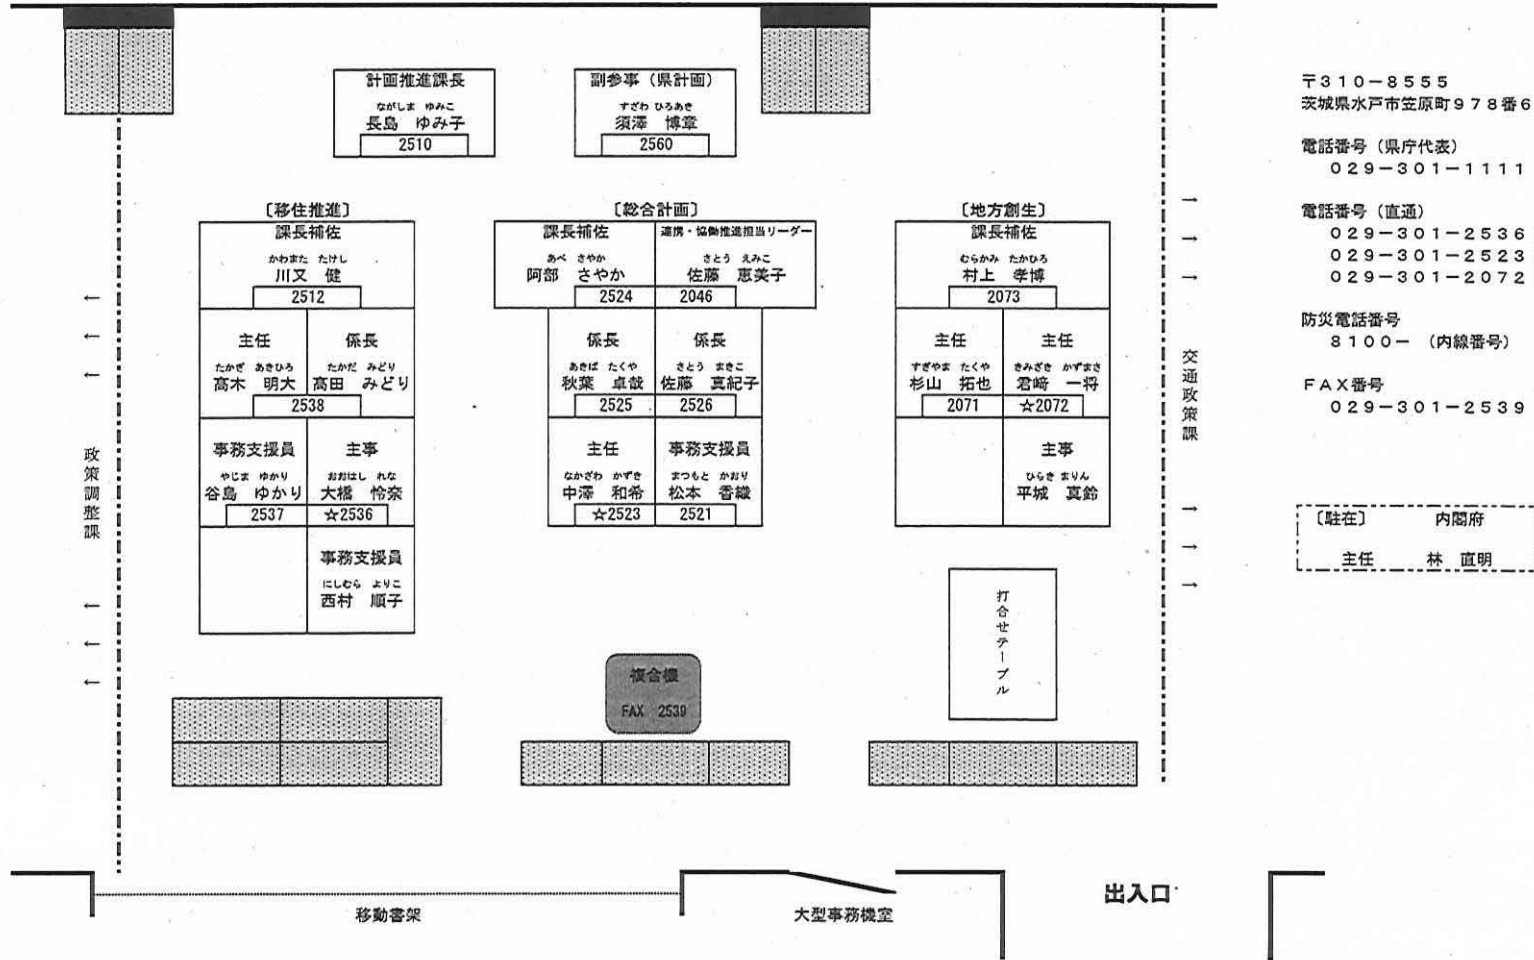 計画推進課長
ながしま ゆみこ
長島 ゆみ子
2510
副参事（県計画）
すざわ ひろあき
須澤 博章
2560
〔移住推進〕
課長補佐
かわまた たけし
川又 健
2512
主任
たかぎ あきひろ
髙木 明大
係長
たかだ みどり
髙田 みどり
2538
事務支援員
やじま ゆかり
谷島 ゆかり
2537
主事
おおはし れな
大橋 怜奈
☆2536
事務支援員
にしむら よりこ
西村 順子
〔総合計画〕
課長補佐
あべ さやか
阿部 さやか
2524
連携・協働推進担当リーダー
さとう えみこ
佐藤 恵美子
2046
係長
あきば たくや
秋葉 卓哉
2525
係長
さとう まきこ
佐藤 真紀子
2526
主任
なかざわ かずき
中澤 和希
☆2523
事務支援員
まつもと かおり
松本 香織
2521
〔地方創生〕
課長補佐
むらかみ たかひろ
村上 孝博
2073
主任
すぎやま たくや
杉山 拓也
2071
主任
きみざき かずまさ
君﨑 一将
☆2072
主事
ひらき まりん
平城 真鈴
← ← ←
政策調整課
← ← ←
→ → →
交通政策課
→ → →
複合機
FAX 2539
打合せテーブル
移動書架
大型事務機室
出入口
〒310－8555
茨城県水戸市笠原町978番6
電話番号（県庁代表）
029－301－1111
電話番号（直通）
029－301－2536
029－301－2523
029－301－2072
防災電話番号
8100－（内線番号）
FAX番号
029－301－2539
〔駐在〕 内閣府
主任 林 直明